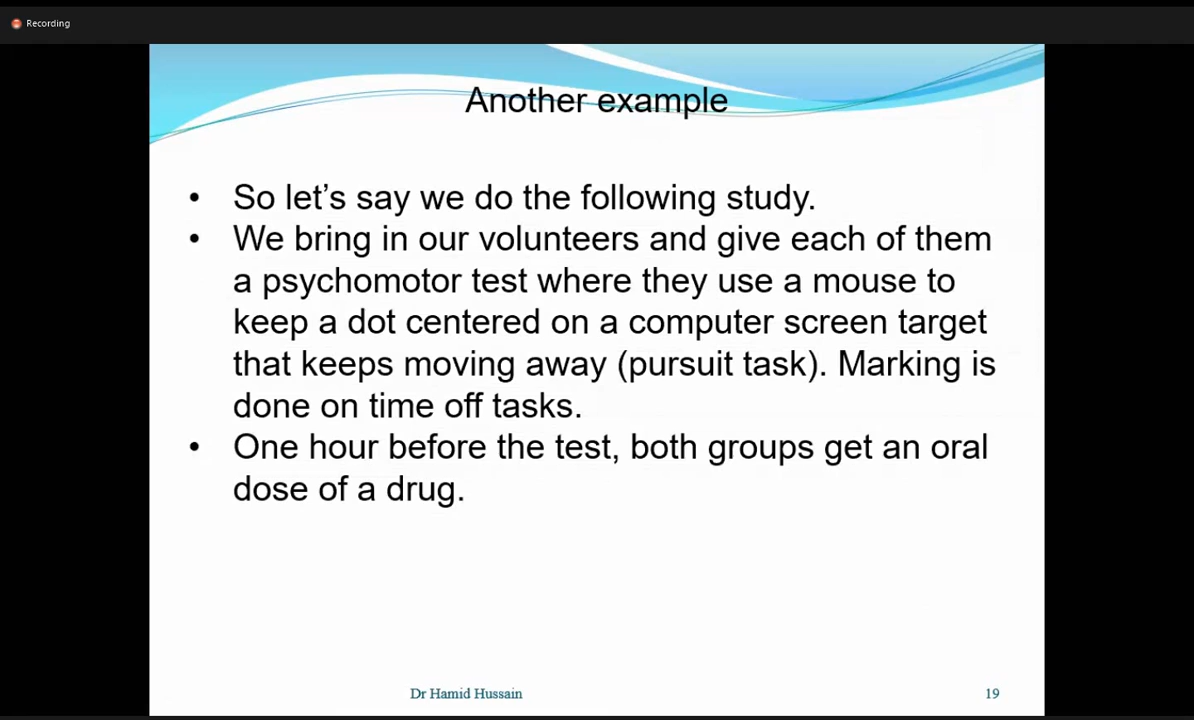 Recording
Another example
• So let’s say we do the following study.
• We bring in our volunteers and give each of them
a psychomotor test where they use a mouse to
keep a dot centered on a computer screen target
that keeps moving away (pursuit task). Marking is
done on time off tasks.
• One hour before the test, both groups get an oral
dose of a drug.
Dr Hamid Hussain
19